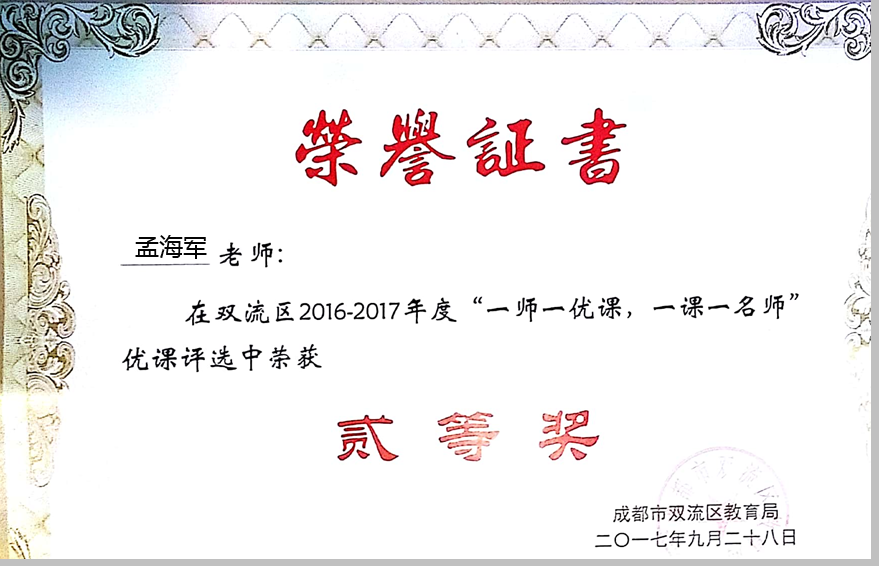 榮譽証書
孟海军 老师：
在双流区2016-2017年度“一师一优课，一课一名师”
优课评选中荣获
贰等奖
成都市双流区教育局
二〇一七年九月二十八日